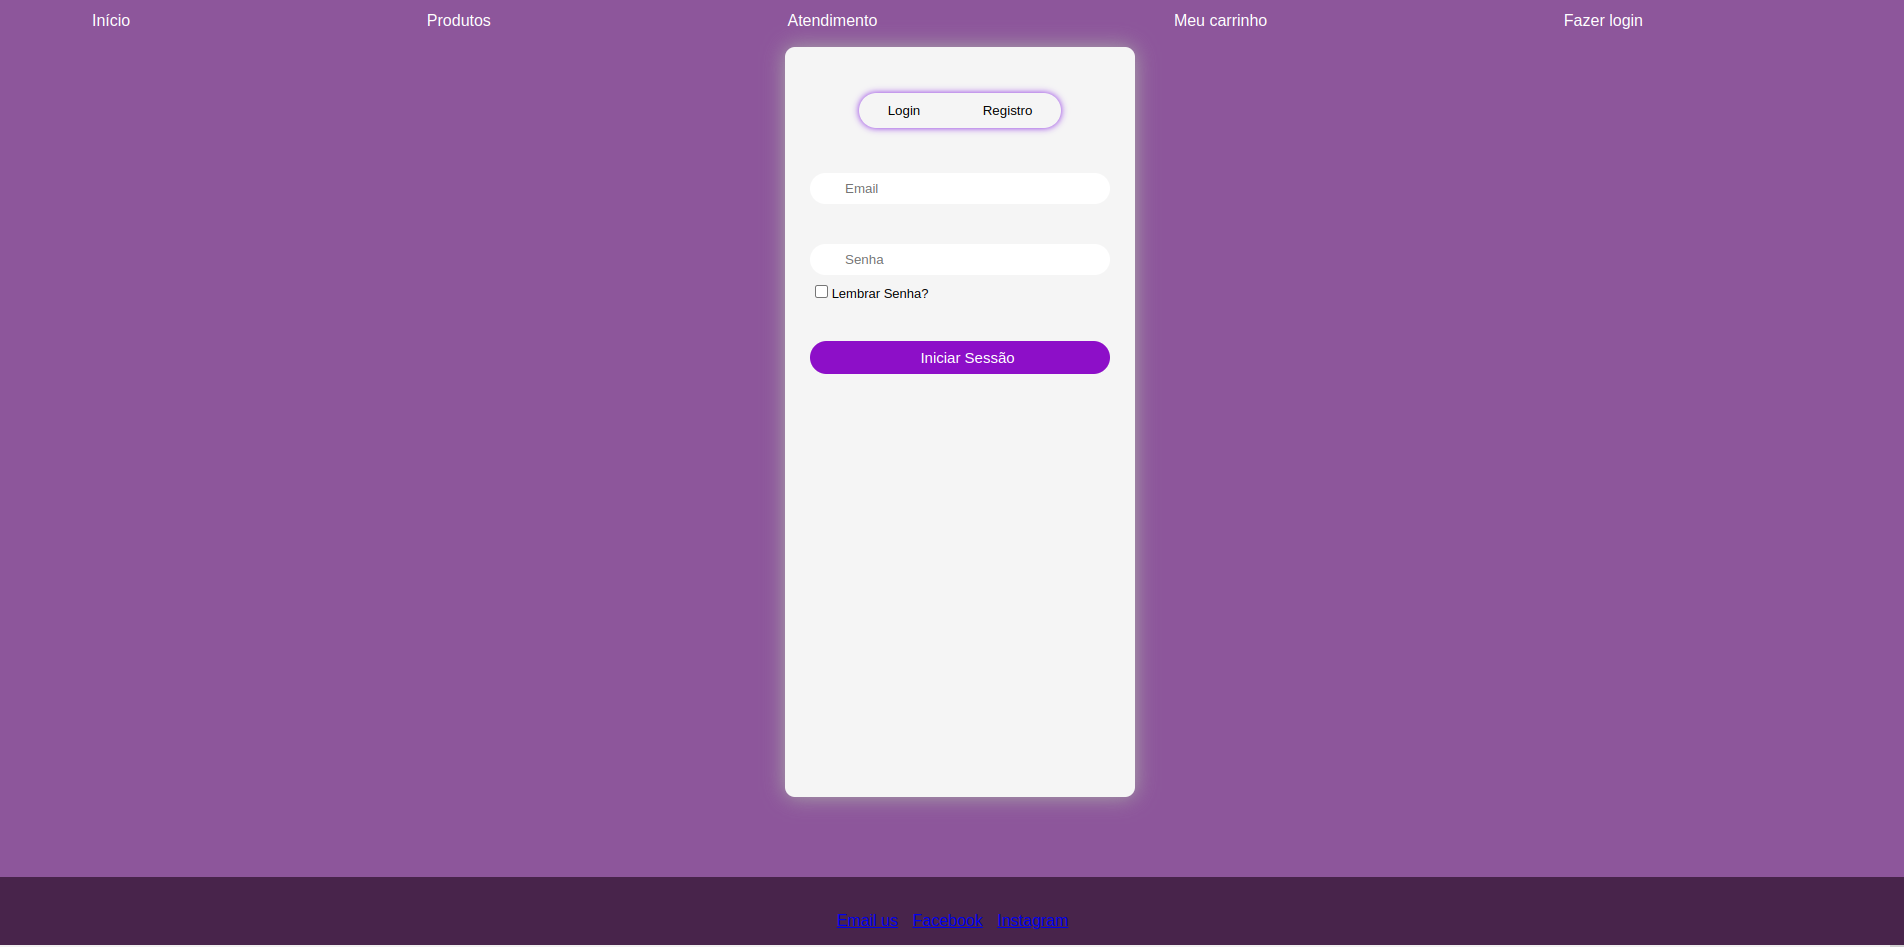 Início Produtos Atendimento Meu carrinho Fazer login
Login Registro
Email
Senha
Lembrar Senha?
Iniciar Sessão
Email us Facebook Instagram